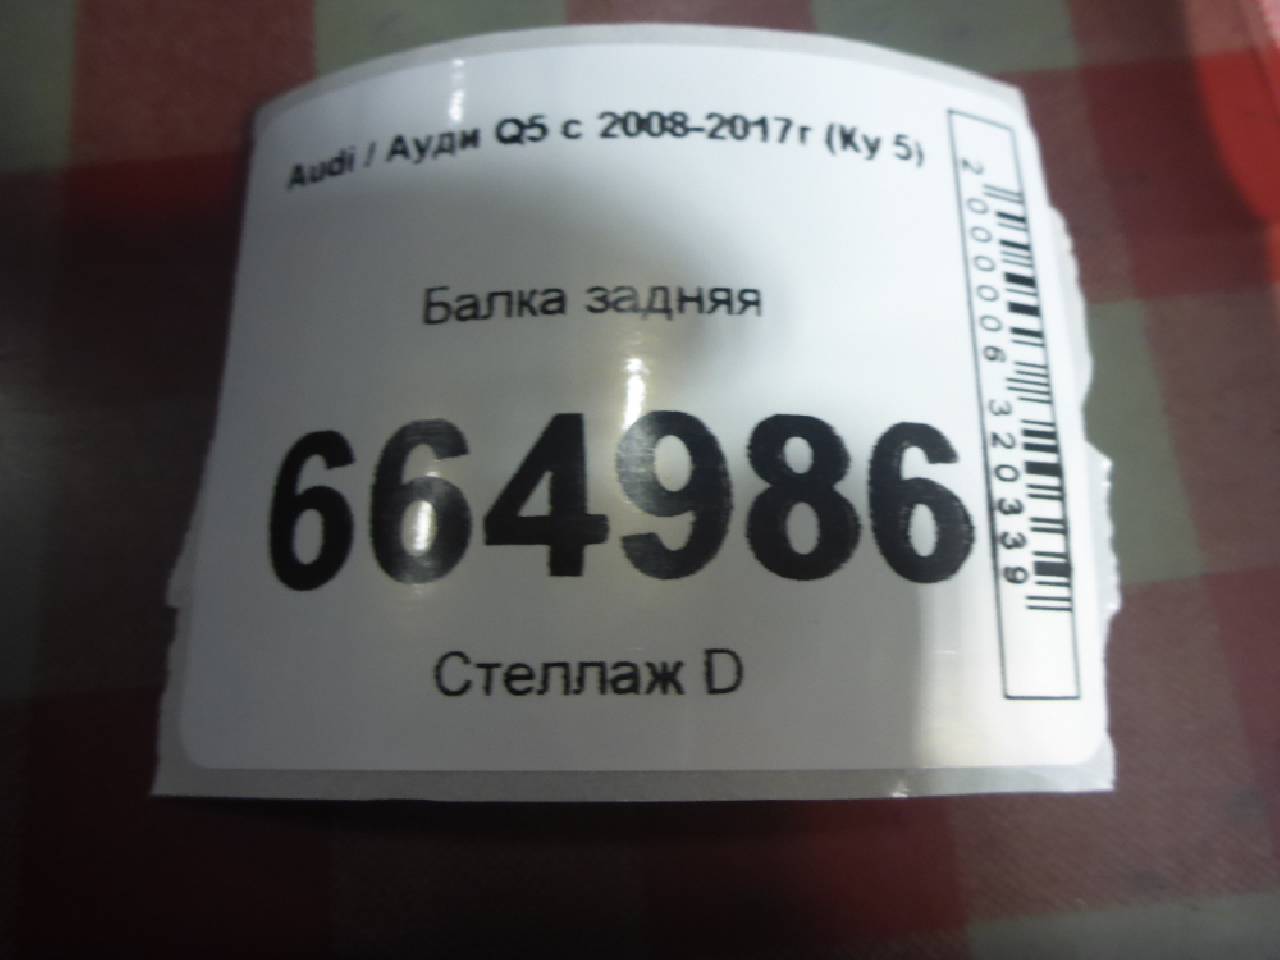 Audi / Ауди Q5 с 2008-2017г (Ку 5)
Балка задняя
664986
Стеллаж D
2000006320339